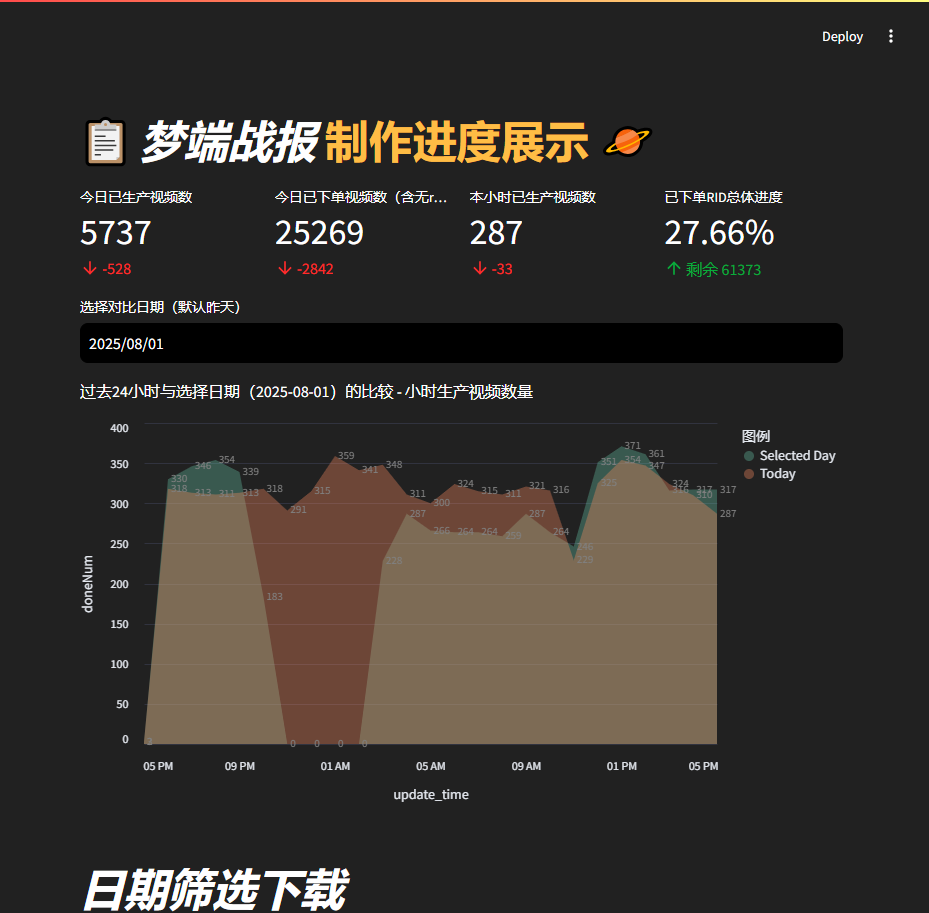 Deploy
梦端战报 制作进度展示
今日已生产视频数
5737
-528
今日已下单视频数（含无r...
25269
-2842
本小时已生产视频数
287
-33
已下单RID总体进度
27.66%
剩余 61373
选择对比日期（默认昨天）
2025/08/01
过去24小时与选择日期（2025-08-01）的比较 - 小时生产视频数量
图例
Selected Day
Today
doneNum
400
350
300
250
200
150
100
50
0
330 346 354 339
318 313 311 313 318 291 315 359 341 348 311 300 324 315 311 321 316
183 0 0 0 0 228 287 266 264 264 259 287 264 246
229 351 371 361
325 354 347 324
316 317 317
310 287
05 PM 09 PM 01 AM 05 AM 09 AM 01 PM 05 PM
update_time
日期筛选下载